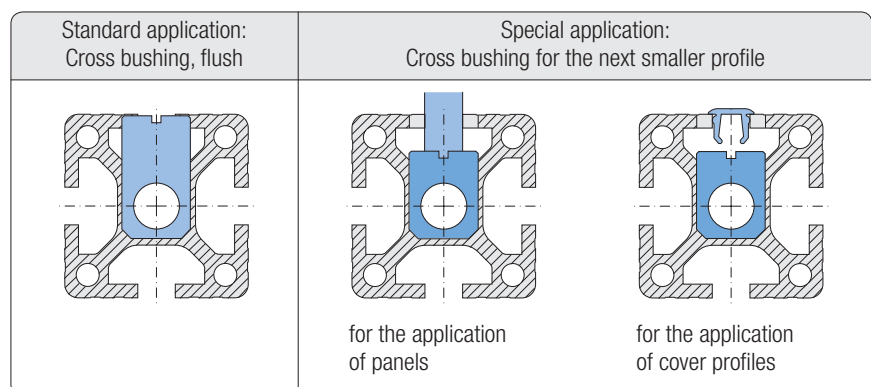 Standard application:
Cross bushing, flush
Special application:
Cross bushing for the next smaller profile
for the application
of panels
for the application
of cover profiles